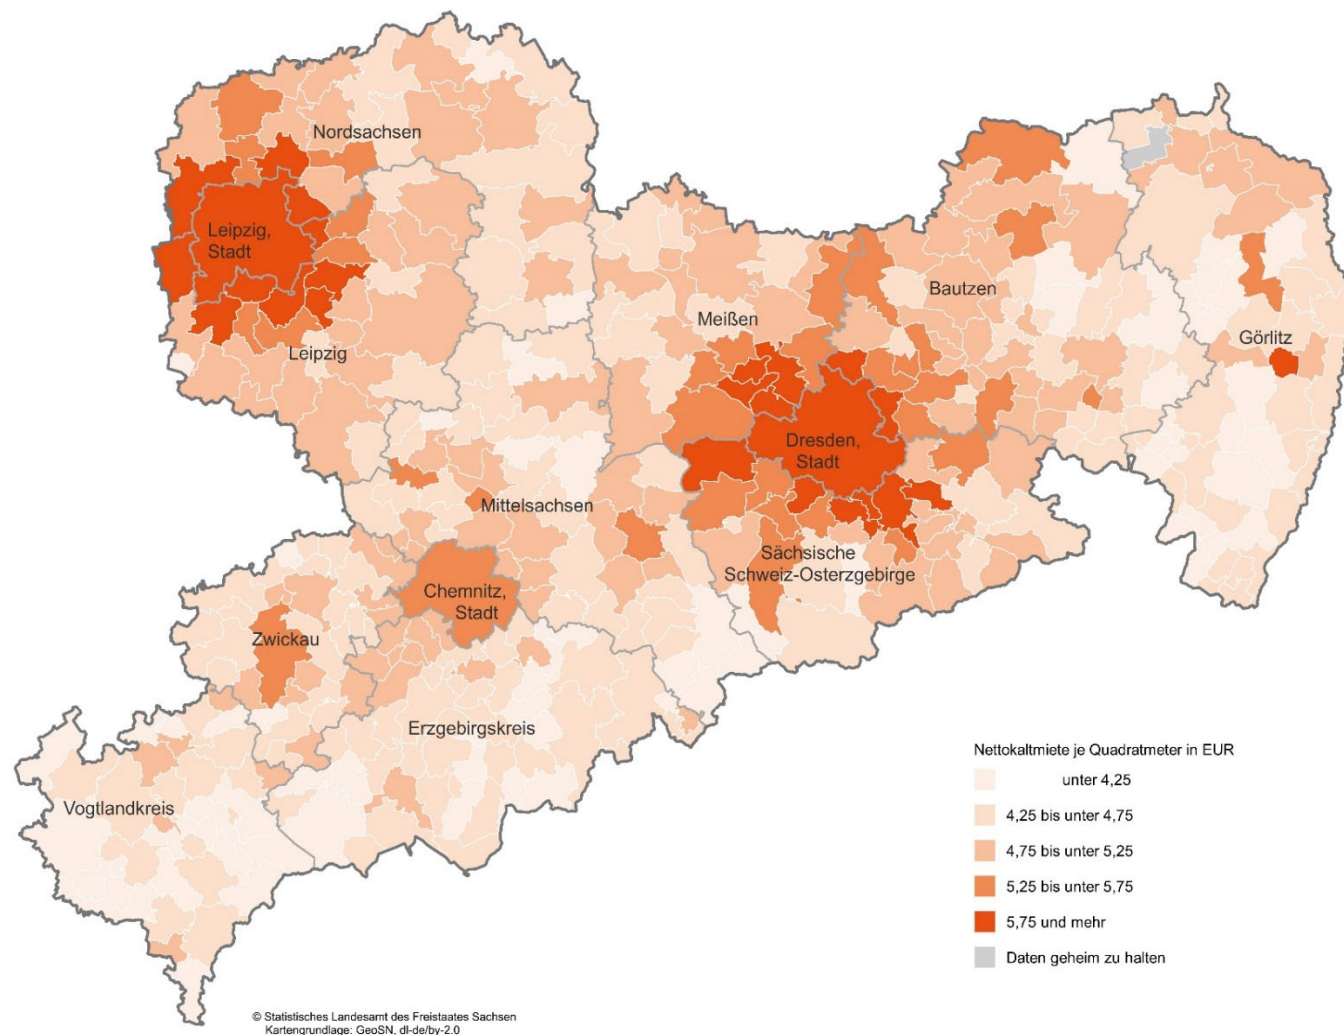 Nordsachsen
Leipzig,
Stadt
Bautzen
Meißen
Görlitz
Leipzig
Dresden,
Stadt
Mittelsachsen
Sächsische
Schweiz-Osterzgebirge
Chemnitz,
Stadt
Zwickau
Erzgebirgskreis
Vogtlandkreis
Nettokaltmiete je Quadratmeter in EUR
unter 4,25
4,25 bis unter 4,75
4,75 bis unter 5,25
5,25 bis unter 5,75
5,75 und mehr
Daten geheim zu halten
© Statistisches Landesamt des Freistaates Sachsen
Kartengrundlage: GeoSN, dl-de/by-2.0